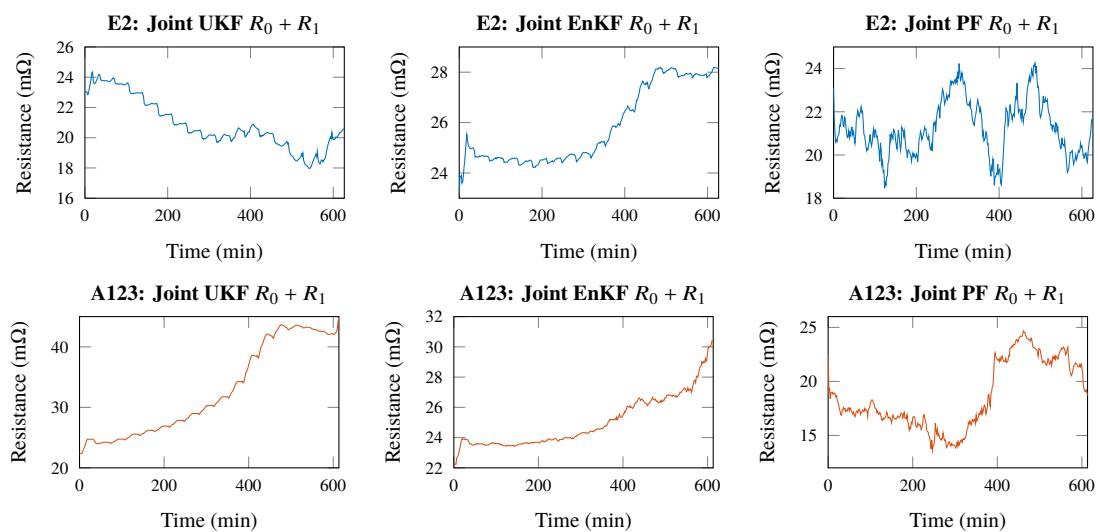 E2: Joint UKF R₀ + R₁
E2: Joint EnKF R₀ + R₁
E2: Joint PF R₀ + R₁
Resistance (mΩ)
26
24
22
20
18
16
0
200
400
600
Time (min)
Resistance (mΩ)
28
26
24
0
200
400
600
Time (min)
Resistance (mΩ)
24
22
20
18
0
200
400
600
Time (min)
A123: Joint UKF R₀ + R₁
A123: Joint EnKF R₀ + R₁
A123: Joint PF R₀ + R₁
Resistance (mΩ)
40
30
20
0
200
400
600
Time (min)
Resistance (mΩ)
32
30
28
26
24
22
0
200
400
600
Time (min)
Resistance (mΩ)
25
20
15
0
200
400
600
Time (min)